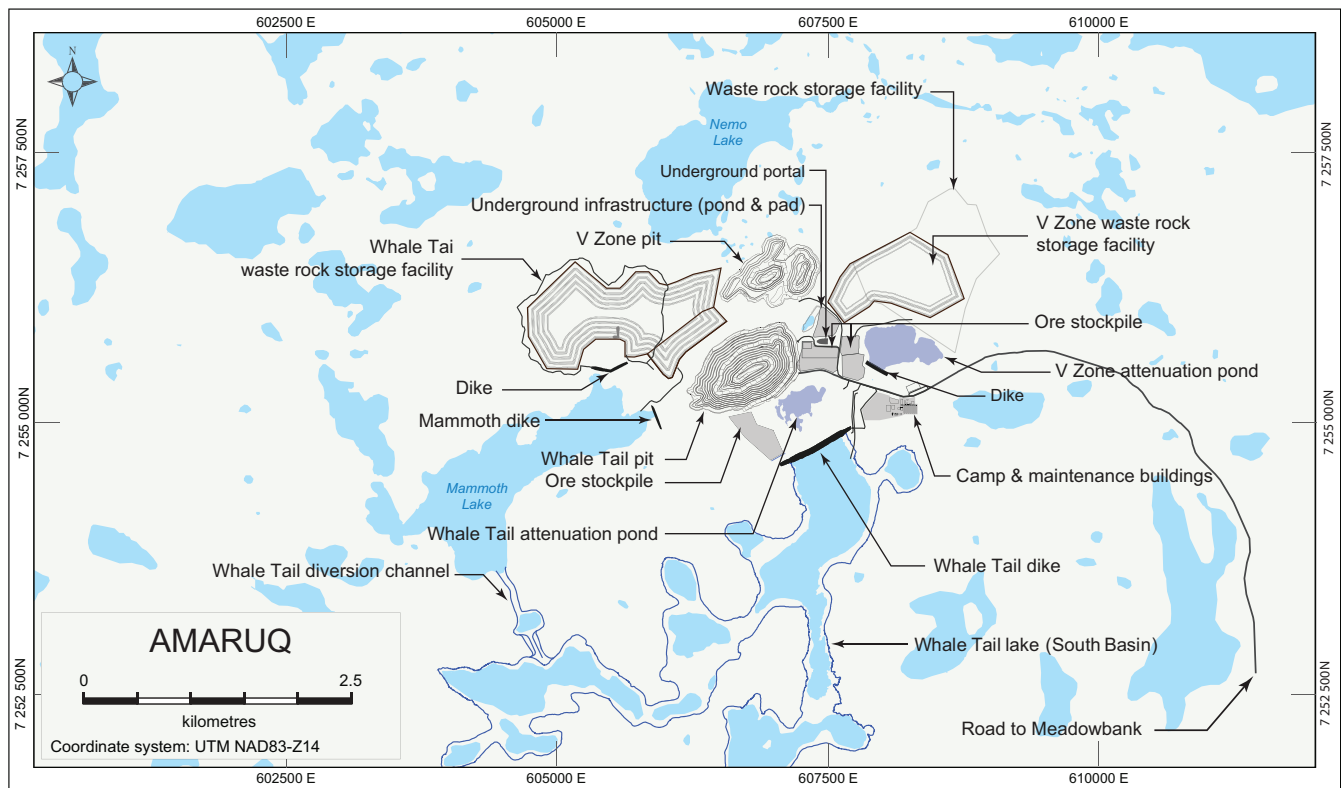 602500 E
605000 E
607500 E
610000 E
N
7 257 500N
7 257 500N
Waste rock storage facility
Nemo
Lake
Underground portal
Underground infrastructure (pond & pad)
V Zone pit
V Zone waste rock
storage facility
Whale Tai
waste rock storage facility
Ore stockpile
V Zone attenuation pond
Dike
Dike
Mammoth dike
7 255 000N
7 255 000N
Whale Tail pit
Ore stockpile
Camp & maintenance buildings
Mammoth
Lake
Whale Tail attenuation pond
Whale Tail dike
Whale Tail diversion channel
Whale Tail lake (South Basin)
AMARUQ
0
2.5
kilometres
Coordinate system: UTM NAD83-Z14
7 252 500N
7 252 500N
Road to Meadowbank
602500 E
605000 E
607500 E
610000 E